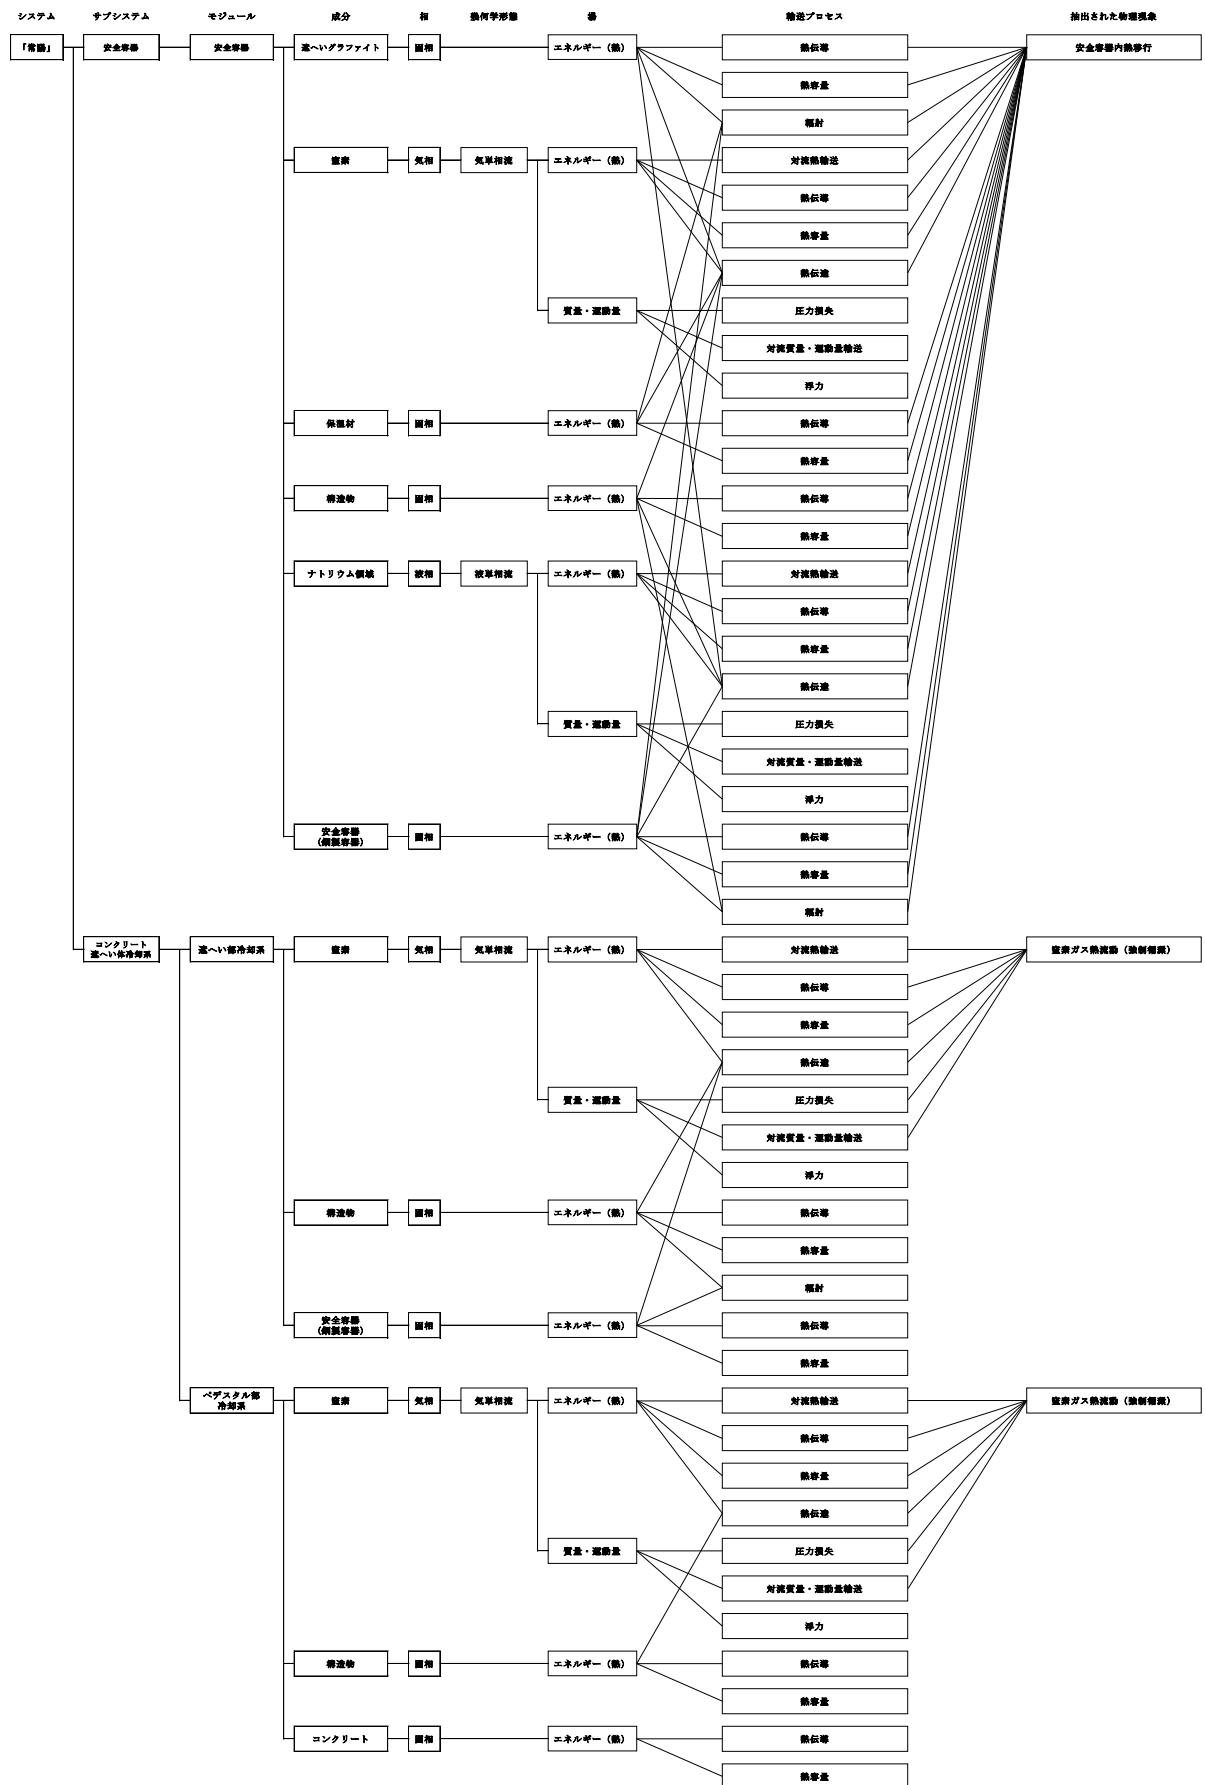 システム サブシステム モジュール 成分 相 幾何学形態 場 輸送プロセス 抽出された物理現象
「常陽」 安全容器 安全容器 遮へいグラファイト 固相 エネルギー（熱） 熱伝導 安全容器内熱移行
熱容量
輻射
窒素 気相 気単相流 エネルギー（熱） 対流熱輸送
熱伝導
熱容量
熱伝達
質量・運動量 圧力損失
対流質量・運動量輸送
浮力
保温材 固相 エネルギー（熱） 熱伝導
熱容量
構造物 固相 エネルギー（熱） 熱伝導
熱容量
ナトリウム領域 液相 液単相流 エネルギー（熱） 対流熱輸送
熱伝導
熱容量
熱伝達
質量・運動量 圧力損失
対流質量・運動量輸送
浮力
安全容器
（鋼製容器） 固相 エネルギー（熱） 熱伝導
熱容量
輻射
コンクリート
遮へい体冷却系 遮へい部冷却系 窒素 気相 気単相流 エネルギー（熱） 対流熱輸送 窒素ガス熱流動（強制循環）
熱伝導
熱容量
熱伝達
質量・運動量 圧力損失
対流質量・運動量輸送
浮力
構造物 固相 エネルギー（熱） 熱伝導
熱容量
輻射
安全容器
（鋼製容器） 固相 エネルギー（熱） 熱伝導
熱容量
ペデスタル部
冷却系 窒素 気相 気単相流 エネルギー（熱） 対流熱輸送 窒素ガス熱流動（強制循環）
熱伝導
熱容量
熱伝達
質量・運動量 圧力損失
対流質量・運動量輸送
浮力
構造物 固相 エネルギー（熱） 熱伝導
熱容量
コンクリート 固相 エネルギー（熱） 熱伝導
熱容量